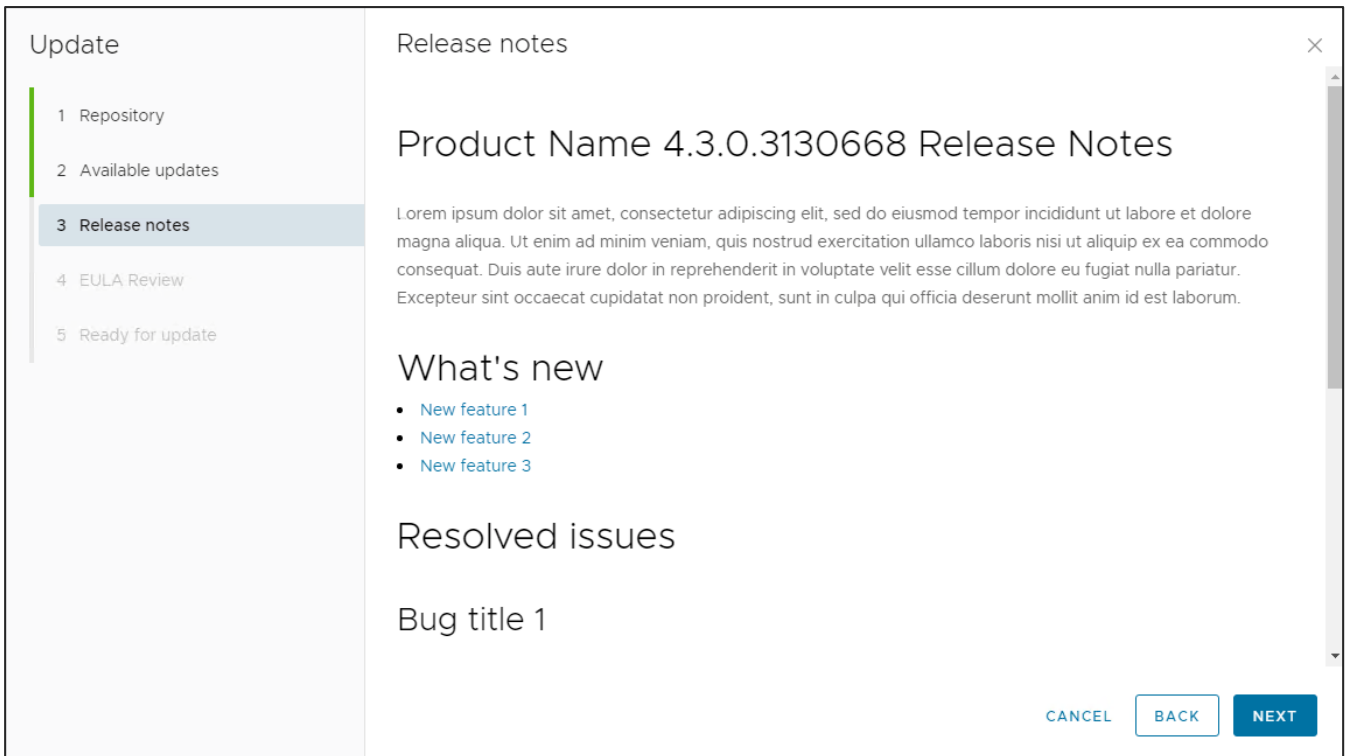 Update
1 Repository
2 Available updates
3 Release notes
4 EULA Review
5 Ready for update
Release notes
Product Name 4.3.0.3130668 Release Notes
Lorem ipsum dolor sit amet, consectetur adipiscing elit, sed do eiusmod tempor incididunt ut labore et dolore
magna aliqua. Ut enim ad minim veniam, quis nostrud exercitation ullamco laboris nisi ut aliquip ex ea commodo
consequat. Duis aute irure dolor in reprehenderit in voluptate velit esse cillum dolore eu fugiat nulla pariatur.
Excepteur sint occaecat cupidatat non proident, sunt in culpa qui officia deserunt mollit anim id est laborum.
What's new
• New feature 1
• New feature 2
• New feature 3
Resolved issues
Bug title 1
CANCEL BACK NEXT